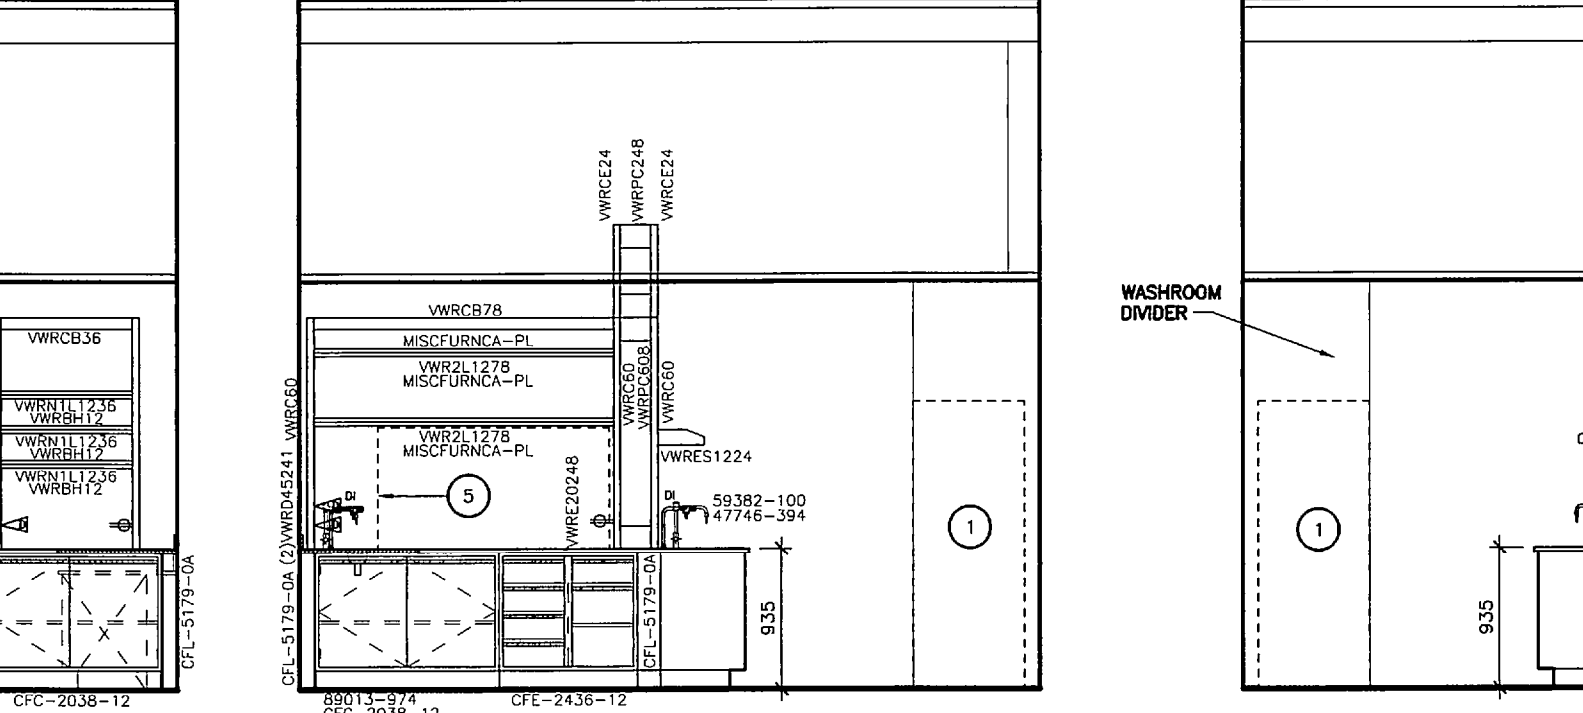 VWRCE24
VWRPC248
VWRCE24
WASHROOM
DIVIDER
VWRCB36
VWRN1L1236
VWRBH12
VWRN1L1236
VWRBH12
VWRN1L1236
VWRBH12
CFL-5179-0A
CFC-2038-12
VWRCB78
MISCFURNCA-PL
VWR2L1278
MISCFURNCA-PL
VWR2L1278
MISCFURNCA-PL
CFL-5179-0A (2)VWRD45241 VWRC60
DI
5
VWRE20248
VWRC60
VWRPC608
VWRC60
VWRES1224
DI
59382-100
47746-394
CFL-5179-0A
935
1
89013-974
CFC-2038-12
CFE-2436-12
1
935